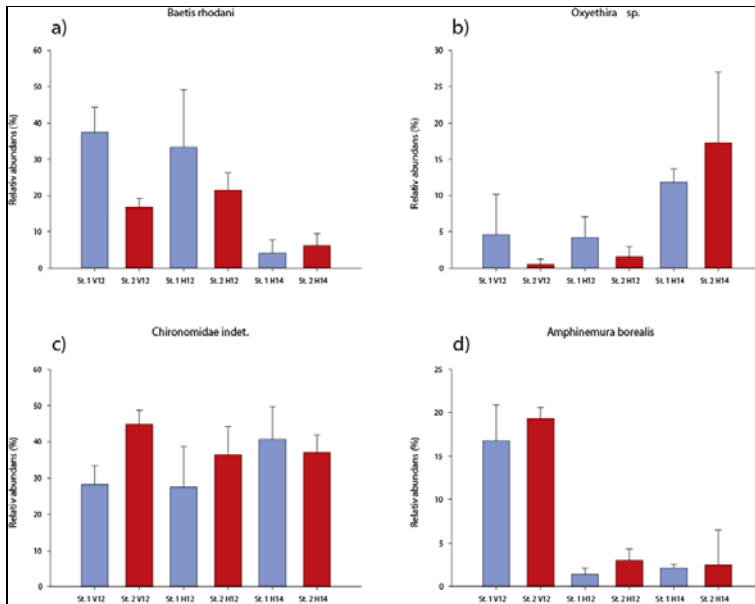 a)
Baetis rhodani
Relativ abundans (%)
60
50
40
30
20
10
0
St. 1 V12 St. 2 V12 St. 1 H12 St. 2 H12 St. 1 H14 St. 2 H14
b)
Oxyethira sp.
Relativ abundans (%)
30
25
20
15
10
5
0
St. 1 V12 St. 2 V12 St. 1 H12 St. 2 H12 St. 1 H14 St. 2 H14
c)
Chironomidae indet.
Relativ abundans (%)
60
50
40
30
20
10
0
St. 1 V12 St. 2 V12 St. 1 H12 St. 2 H12 St. 1 H14 St. 2 H14
d)
Amphinemura borealis
Relativ abundans (%)
25
20
15
10
5
0
St. 1 V12 St. 2 V12 St. 1 H12 St. 2 H12 St. 1 H14 St. 2 H14